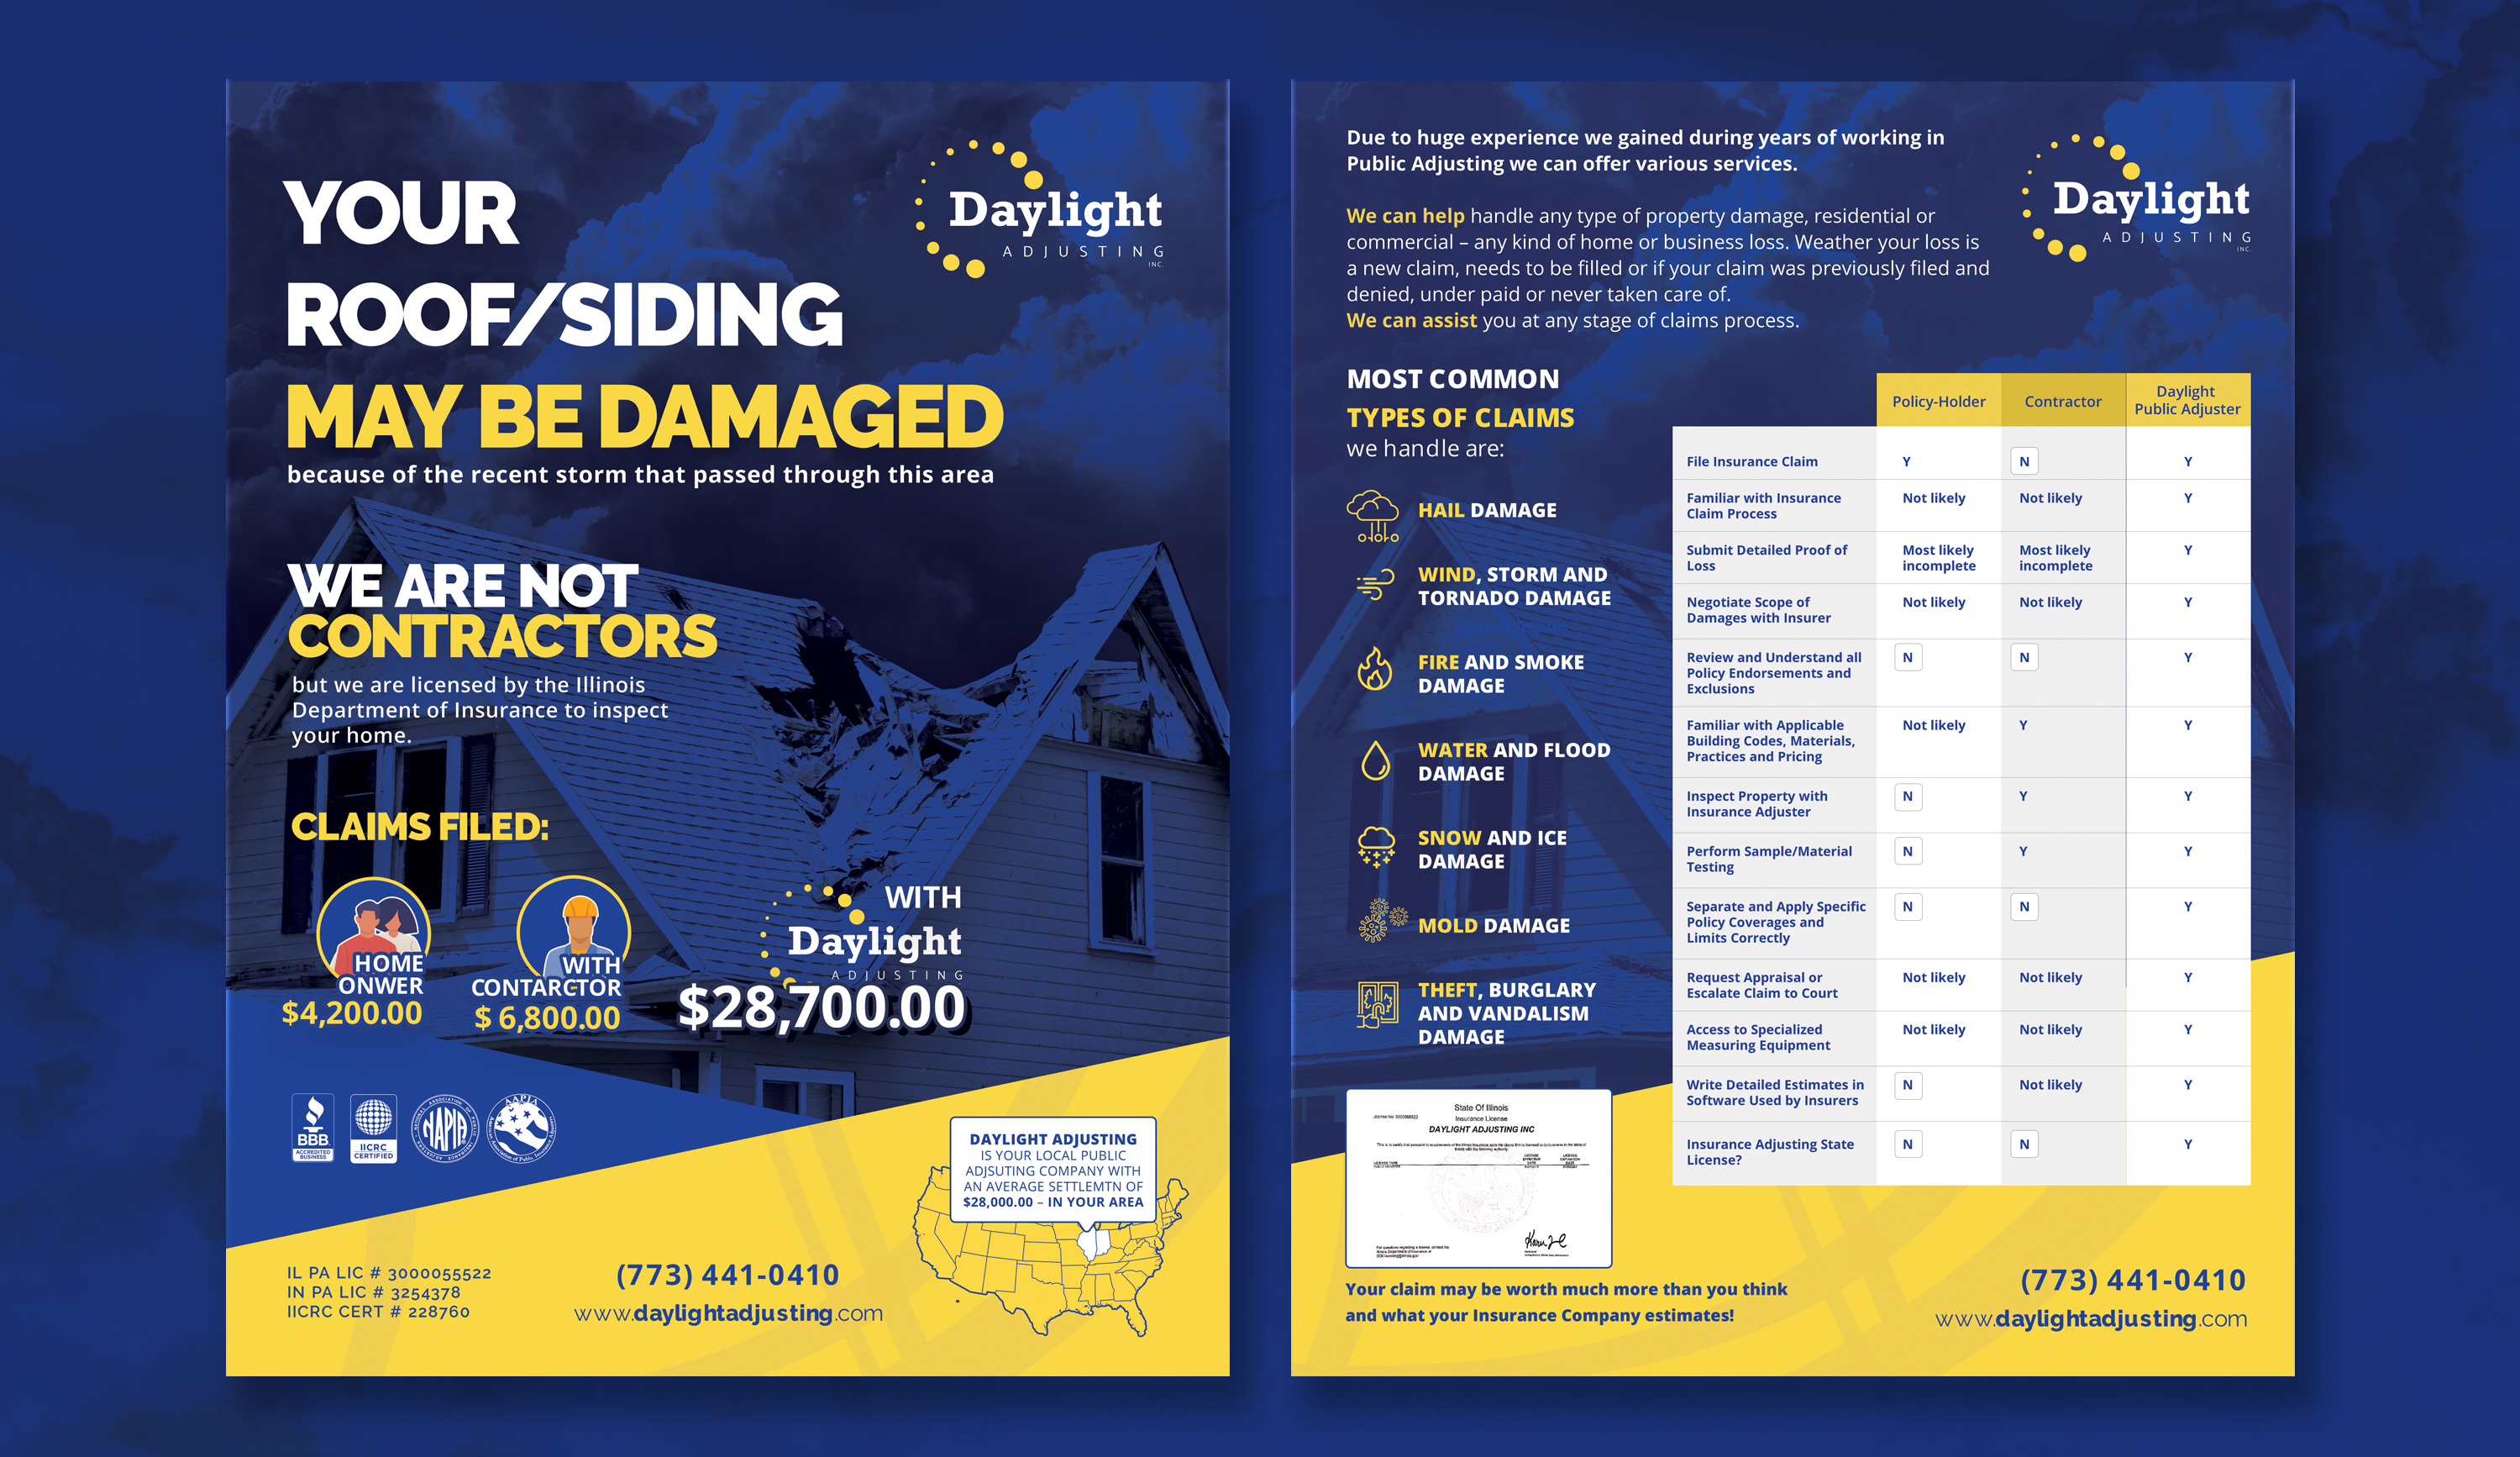 YOUR
ROOF/SIDING
MAY BE DAMAGED
because of the recent storm that passed through this area
Daylight
ADJUSTING
INC.
WE ARE NOT
CONTRACTORS
but we are licensed by the Illinois
Department of Insurance to inspect
your home.
CLAIMS FILED:
HOME
ONWER
$4,200.00
WITH
CONTARCTOR
$ 6,800.00
WITH
Daylight
ADJUSTING
$28,700.00
BBB.
ACCREDITED
BUSINESS
IICRC
CERTIFIED
NAPIA
AAPIA
DAYLIGHT ADJUSTING
IS YOUR LOCAL PUBLIC
ADJSUTING COMPANY WITH
AN AVERAGE SETTLEMTN OF
$28,000.00 – IN YOUR AREA
IL PA LIC # 3000055522
IN PA LIC # 3254378
IICRC CERT # 228760
(773) 441-0410
www.daylightadjusting.com
Due to huge experience we gained during years of working in
Public Adjusting we can offer various services.
We can help handle any type of property damage, residential or
commercial – any kind of home or business loss. Weather your loss is
a new claim, needs to be filled or if your claim was previously filed and
denied, under paid or never taken care of.
We can assist you at any stage of claims process.
Daylight
ADJUSTING
INC.
MOST COMMON
TYPES OF CLAIMS
we handle are:
HAIL DAMAGE
WIND, STORM AND
TORNADO DAMAGE
FIRE AND SMOKE
DAMAGE
WATER AND FLOOD
DAMAGE
SNOW AND ICE
DAMAGE
MOLD DAMAGE
THEFT, BURGLARY
AND VANDALISM
DAMAGE
Policy-Holder Contractor Daylight
Public Adjuster
File Insurance Claim Y N Y
Familiar with Insurance Not likely Not likely Y
Claim Process
Submit Detailed Proof of Most likely Most likely Y
Loss incomplete incomplete
Negotiate Scope of Not likely Not likely Y
Damages with Insurer
Review and Understand all N N Y
Policy Endorsements and
Exclusions
Familiar with Applicable Not likely Y Y
Building Codes, Materials,
Practices and Pricing
Inspect Property with N Y Y
Insurance Adjuster
Perform Sample/Material N Y Y
Testing
Separate and Apply Specific N N Y
Policy Coverages and
Limits Correctly
Request Appraisal or Not likely Not likely Y
Escalate Claim to Court
Access to Specialized Not likely Not likely Y
Measuring Equipment
Write Detailed Estimates in N Not likely Y
Software Used by Insurers
Insurance Adjusting State N N Y
License?
State Of Illinois
Insurance License
DAYLIGHT ADJUSTING INC
Your claim may be worth much more than you think
and what your Insurance Company estimates!
(773) 441-0410
www.daylightadjusting.com